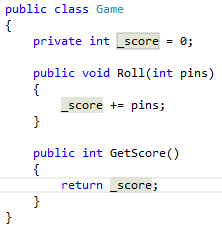 public class Game
{
    private int _score = 0;
    public void Roll(int pins)
    {
        _score += pins;
    }
    public int GetScore()
    {
        return _score;
    }
}